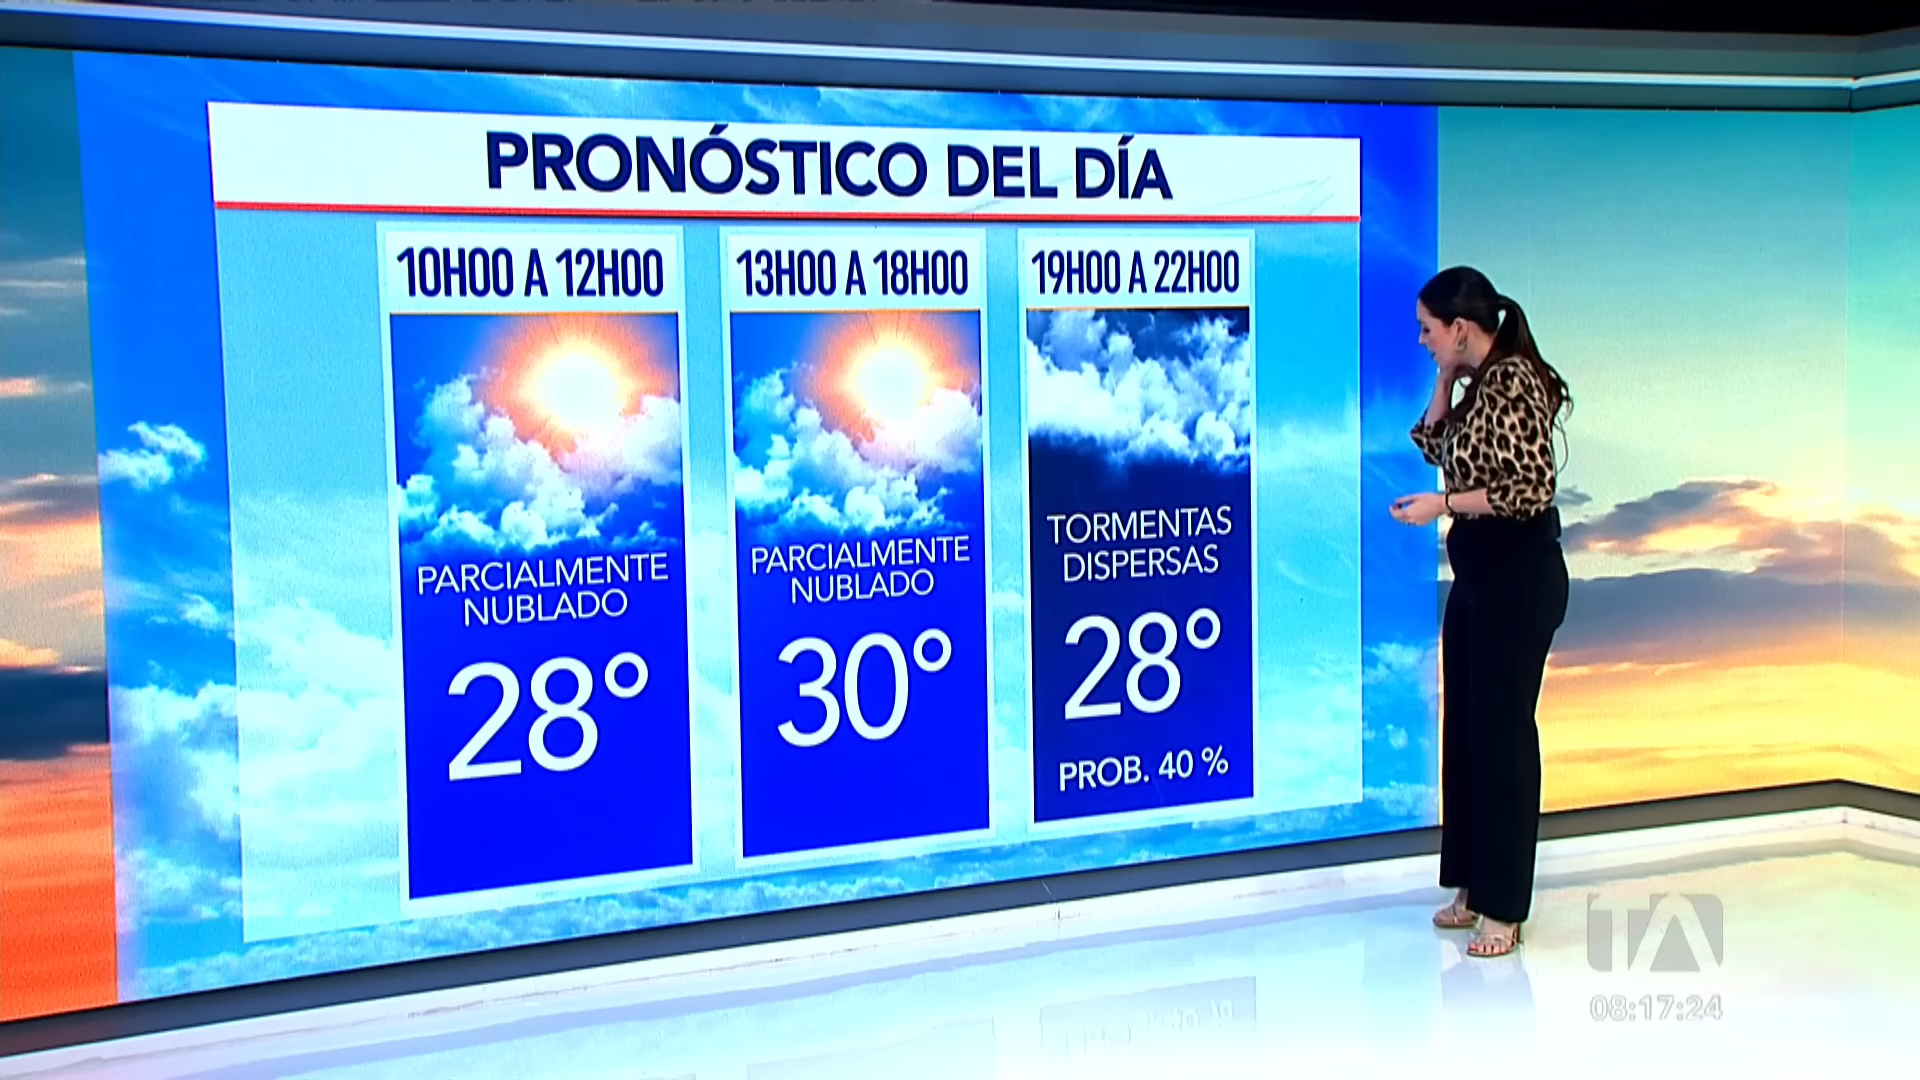 PRONÓSTICO DEL DÍA
10H00 A 12H00
PARCIALMENTE
NUBLADO
28°
13H00 A 18H00
PARCIALMENTE
NUBLADO
30°
19H00 A 22H00
TORMENTAS
DISPERSAS
28°
PROB. 40 %
TA
08:17:24